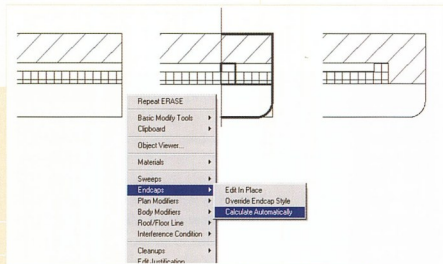 Repeat ERASE
Basic Modify Tools
Clipboard
Object Viewer...
Materials
Sweeps
Endcaps
Plan Modifiers
Body Modifiers
Roof/Floor Line
Interference Condition
Cleanups
Edit Justification
Edit In Place
Override Endcap Style
Calculate Automatically